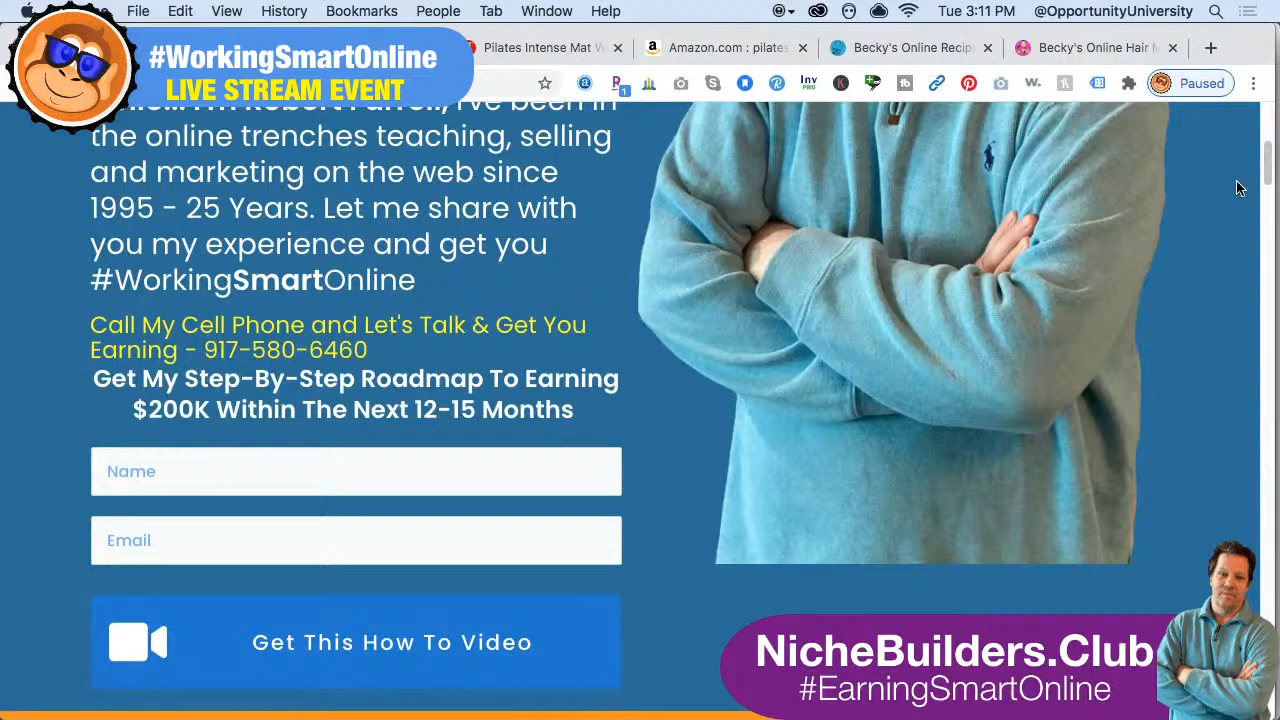 File Edit View History Bookmarks People Tab Window Help
Tue 3:11 PM @OpportunityUniversity
#WorkingSmartOnline
LIVE STREAM EVENT
Pilates Intense Mat W
Amazon.com : pilates
Becky's Online Recip
Becky's Online Hair M
Paused
I've been in
the online trenches teaching, selling
and marketing on the web since
1995 - 25 Years. Let me share with
you my experience and get you
#WorkingSmartOnline
Call My Cell Phone and Let's Talk & Get You
Earning - 917-580-6460
Get My Step-By-Step Roadmap To Earning
$200K Within The Next 12-15 Months
Name
Email
Get This How To Video
NicheBuilders.Club
#EarningSmartOnline